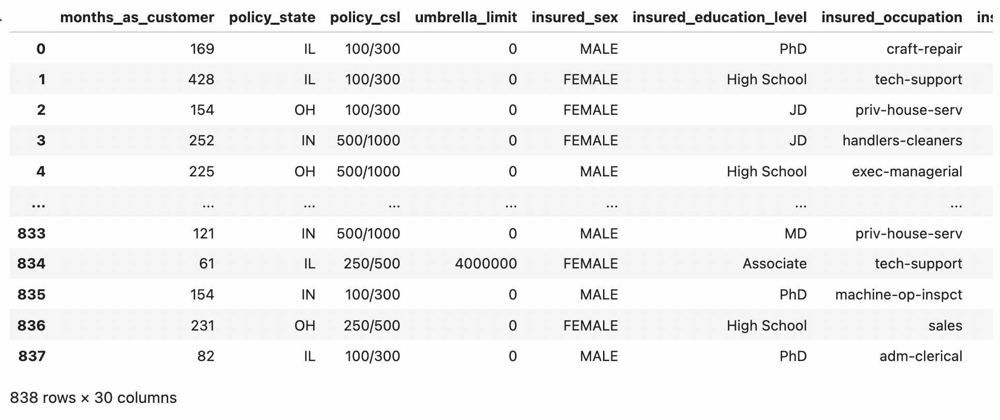 months_as_customer policy_state policy_csl umbrella_limit insured_sex insured_education_level insured_occupation ins
0 169 IL 100/300 0 MALE PhD craft-repair
1 428 IL 100/300 0 FEMALE High School tech-support
2 154 OH 100/300 0 FEMALE JD priv-house-serv
3 252 IN 500/1000 0 FEMALE JD handlers-cleaners
4 225 OH 500/1000 0 MALE High School exec-managerial
... ... ... ... ... ... ... ...
833 121 IN 500/1000 0 MALE MD priv-house-serv
834 61 IL 250/500 4000000 FEMALE Associate tech-support
835 154 IN 100/300 0 MALE PhD machine-op-inspct
836 231 OH 250/500 0 FEMALE High School sales
837 82 IL 100/300 0 MALE PhD adm-clerical
838 rows × 30 columns